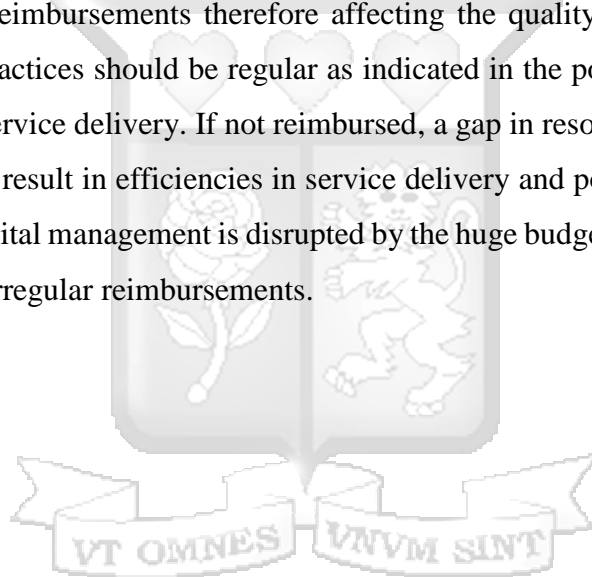 eimbursements therefore affecting the quality
actices should be regular as indicated in the po
ervice delivery. If not reimbursed, a gap in reso
result in efficiencies in service delivery and po
ital management is disrupted by the huge budge
rregular reimbursements.
VT OMNES VNVM SINT